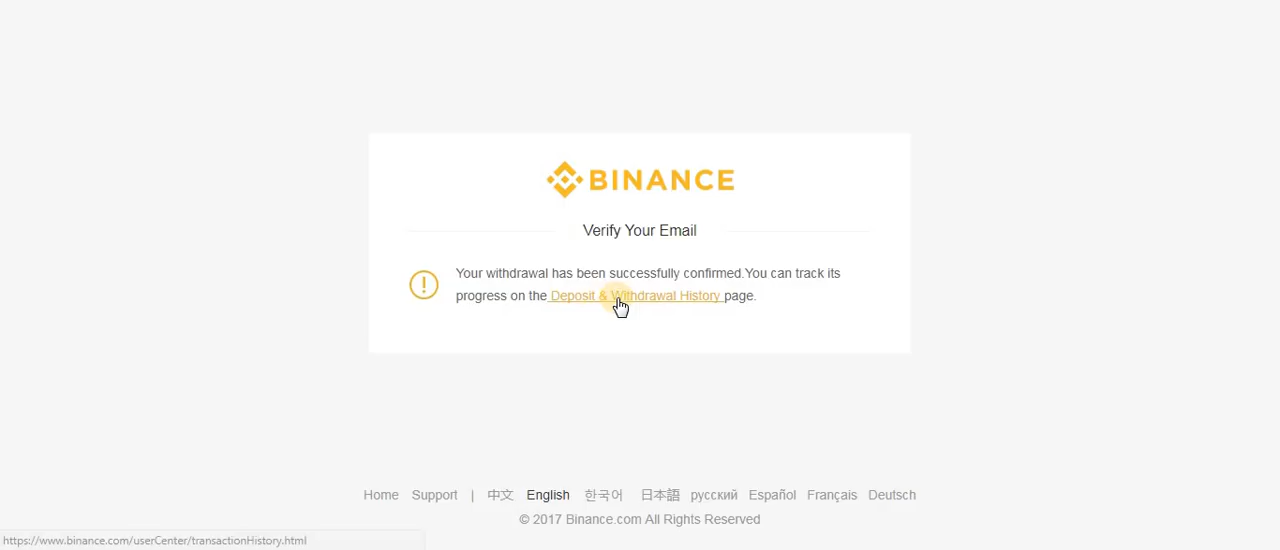 BINANCE
Verify Your Email
Your withdrawal has been successfully confirmed.You can track its
progress on the Deposit & Withdrawal History page.
Home Support | 中文 English 한국어 日本語 русский Español Français Deutsch
© 2017 Binance.com All Rights Reserved
https://www.binance.com/userCenter/transactionHistory.html